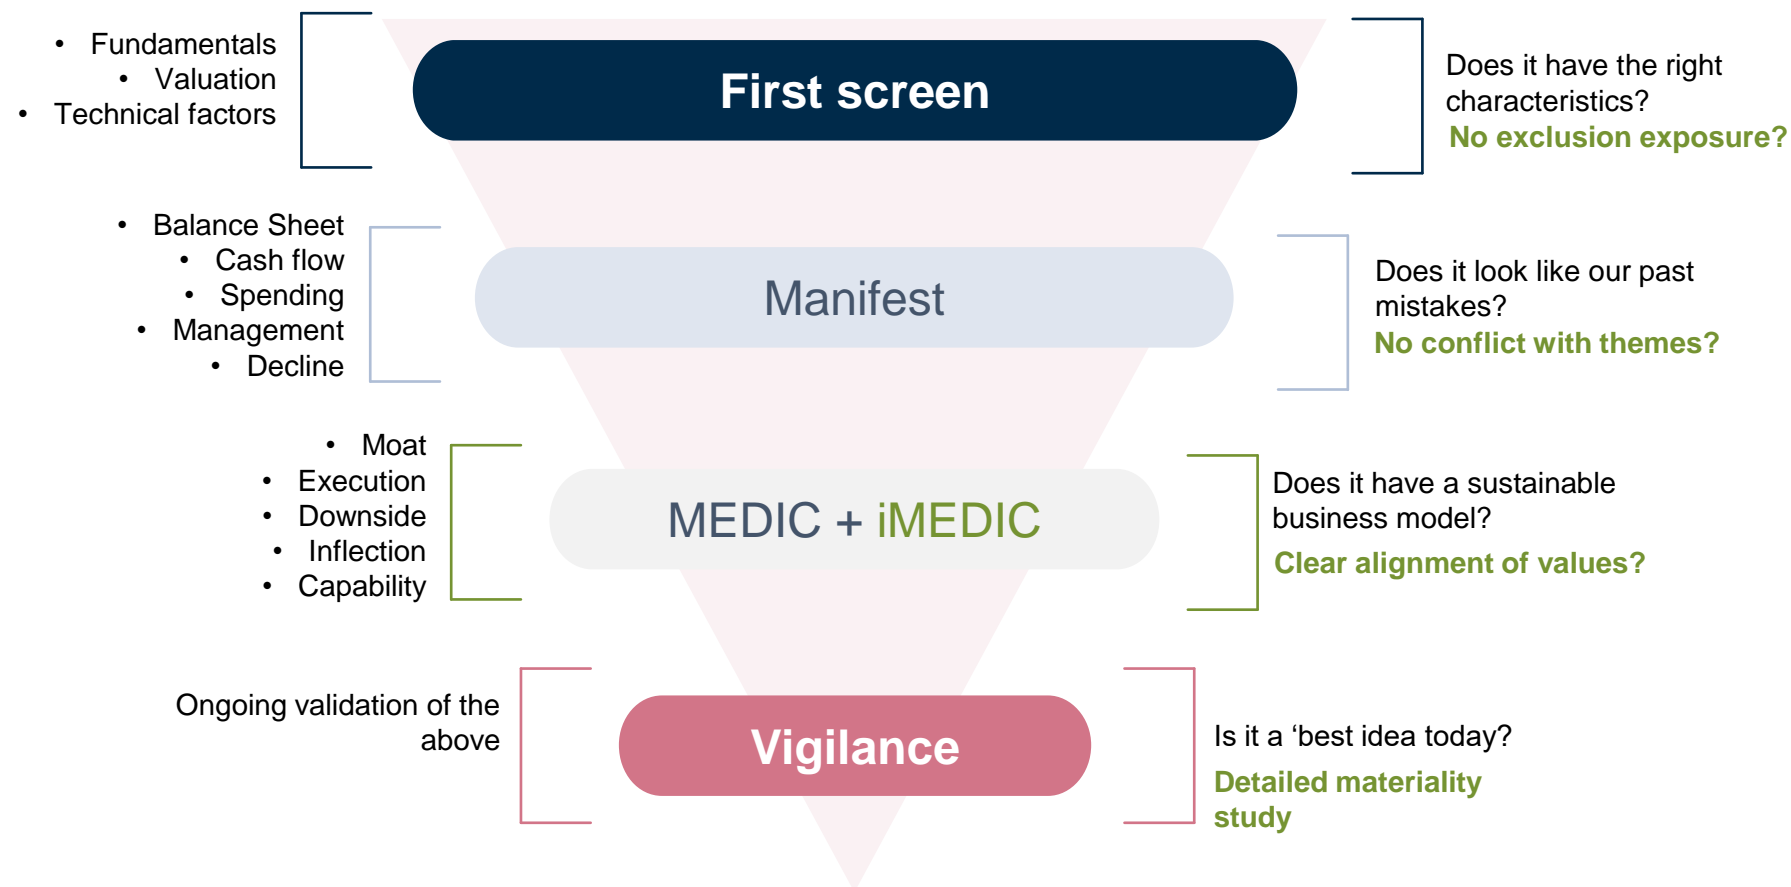 • Fundamentals
• Valuation
• Technical factors
First screen
Does it have the right
characteristics?
No exclusion exposure?
• Balance Sheet
• Cash flow
• Spending
• Management
• Decline
Manifest
Does it look like our past
mistakes?
No conflict with themes?
• Moat
• Execution
• Downside
• Inflection
• Capability
MEDIC + iMEDIC
Does it have a sustainable
business model?
Clear alignment of values?
Ongoing validation of the
above
Vigilance
Is it a ‘best idea today?
Detailed materiality
study